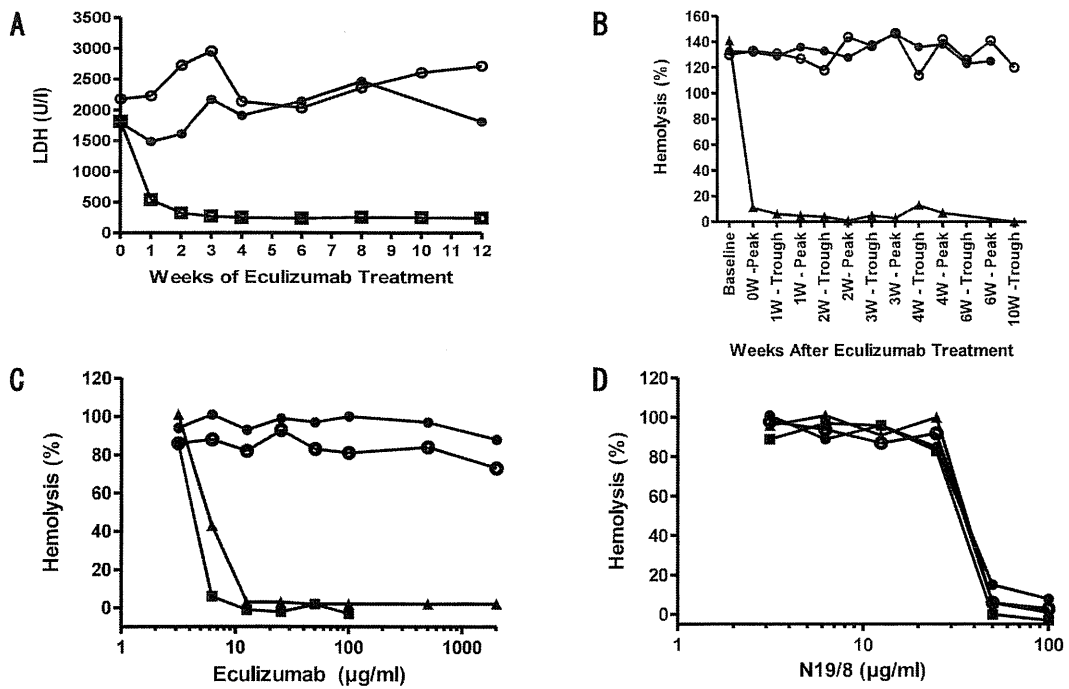 A
3500
3000
2500
2000
1500
1000
500
0
LDH (U/l)
0 1 2 3 4 5 6 7 8 9 10 11 12
Weeks of Eculizumab Treatment
B
160
140
120
100
80
60
40
20
0
Hemolysis (%)
Baseline
0W -Peak
1W - Trough
1W - Peak
2W - Trough
2W- Peak
3W - Trough
3W - Peak
4W - Trough
4W - Peak
6W - Trough
6W - Peak
10W -Trough
Weeks After Eculizumab Treatment
C
120
100
80
60
40
20
0
Hemolysis (%)
1 10 100 1000
Eculizumab (µg/ml)
D
120
100
80
60
40
20
0
Hemolysis (%)
1 10 100
N19/8 (µg/ml)